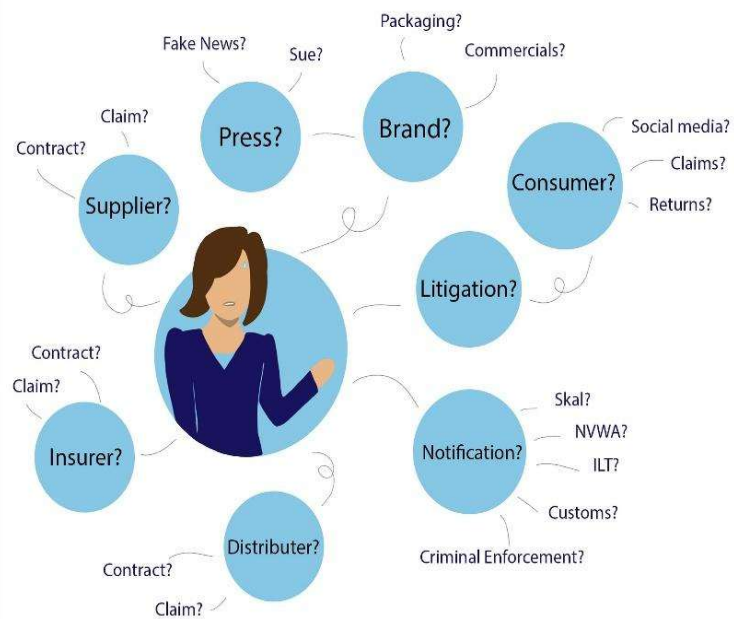 Packaging?
Fake News?
Sue?
Commercials?
Press?
Brand?
Claim?
Contract?
Supplier?
Social media?
Claims?
Returns?
Consumer?
Litigation?
Contract?
Claim?
Insurer?
Skal?
NVWA?
ILT?
Customs?
Criminal Enforcement?
Notification?
Distributer?
Contract?
Claim?